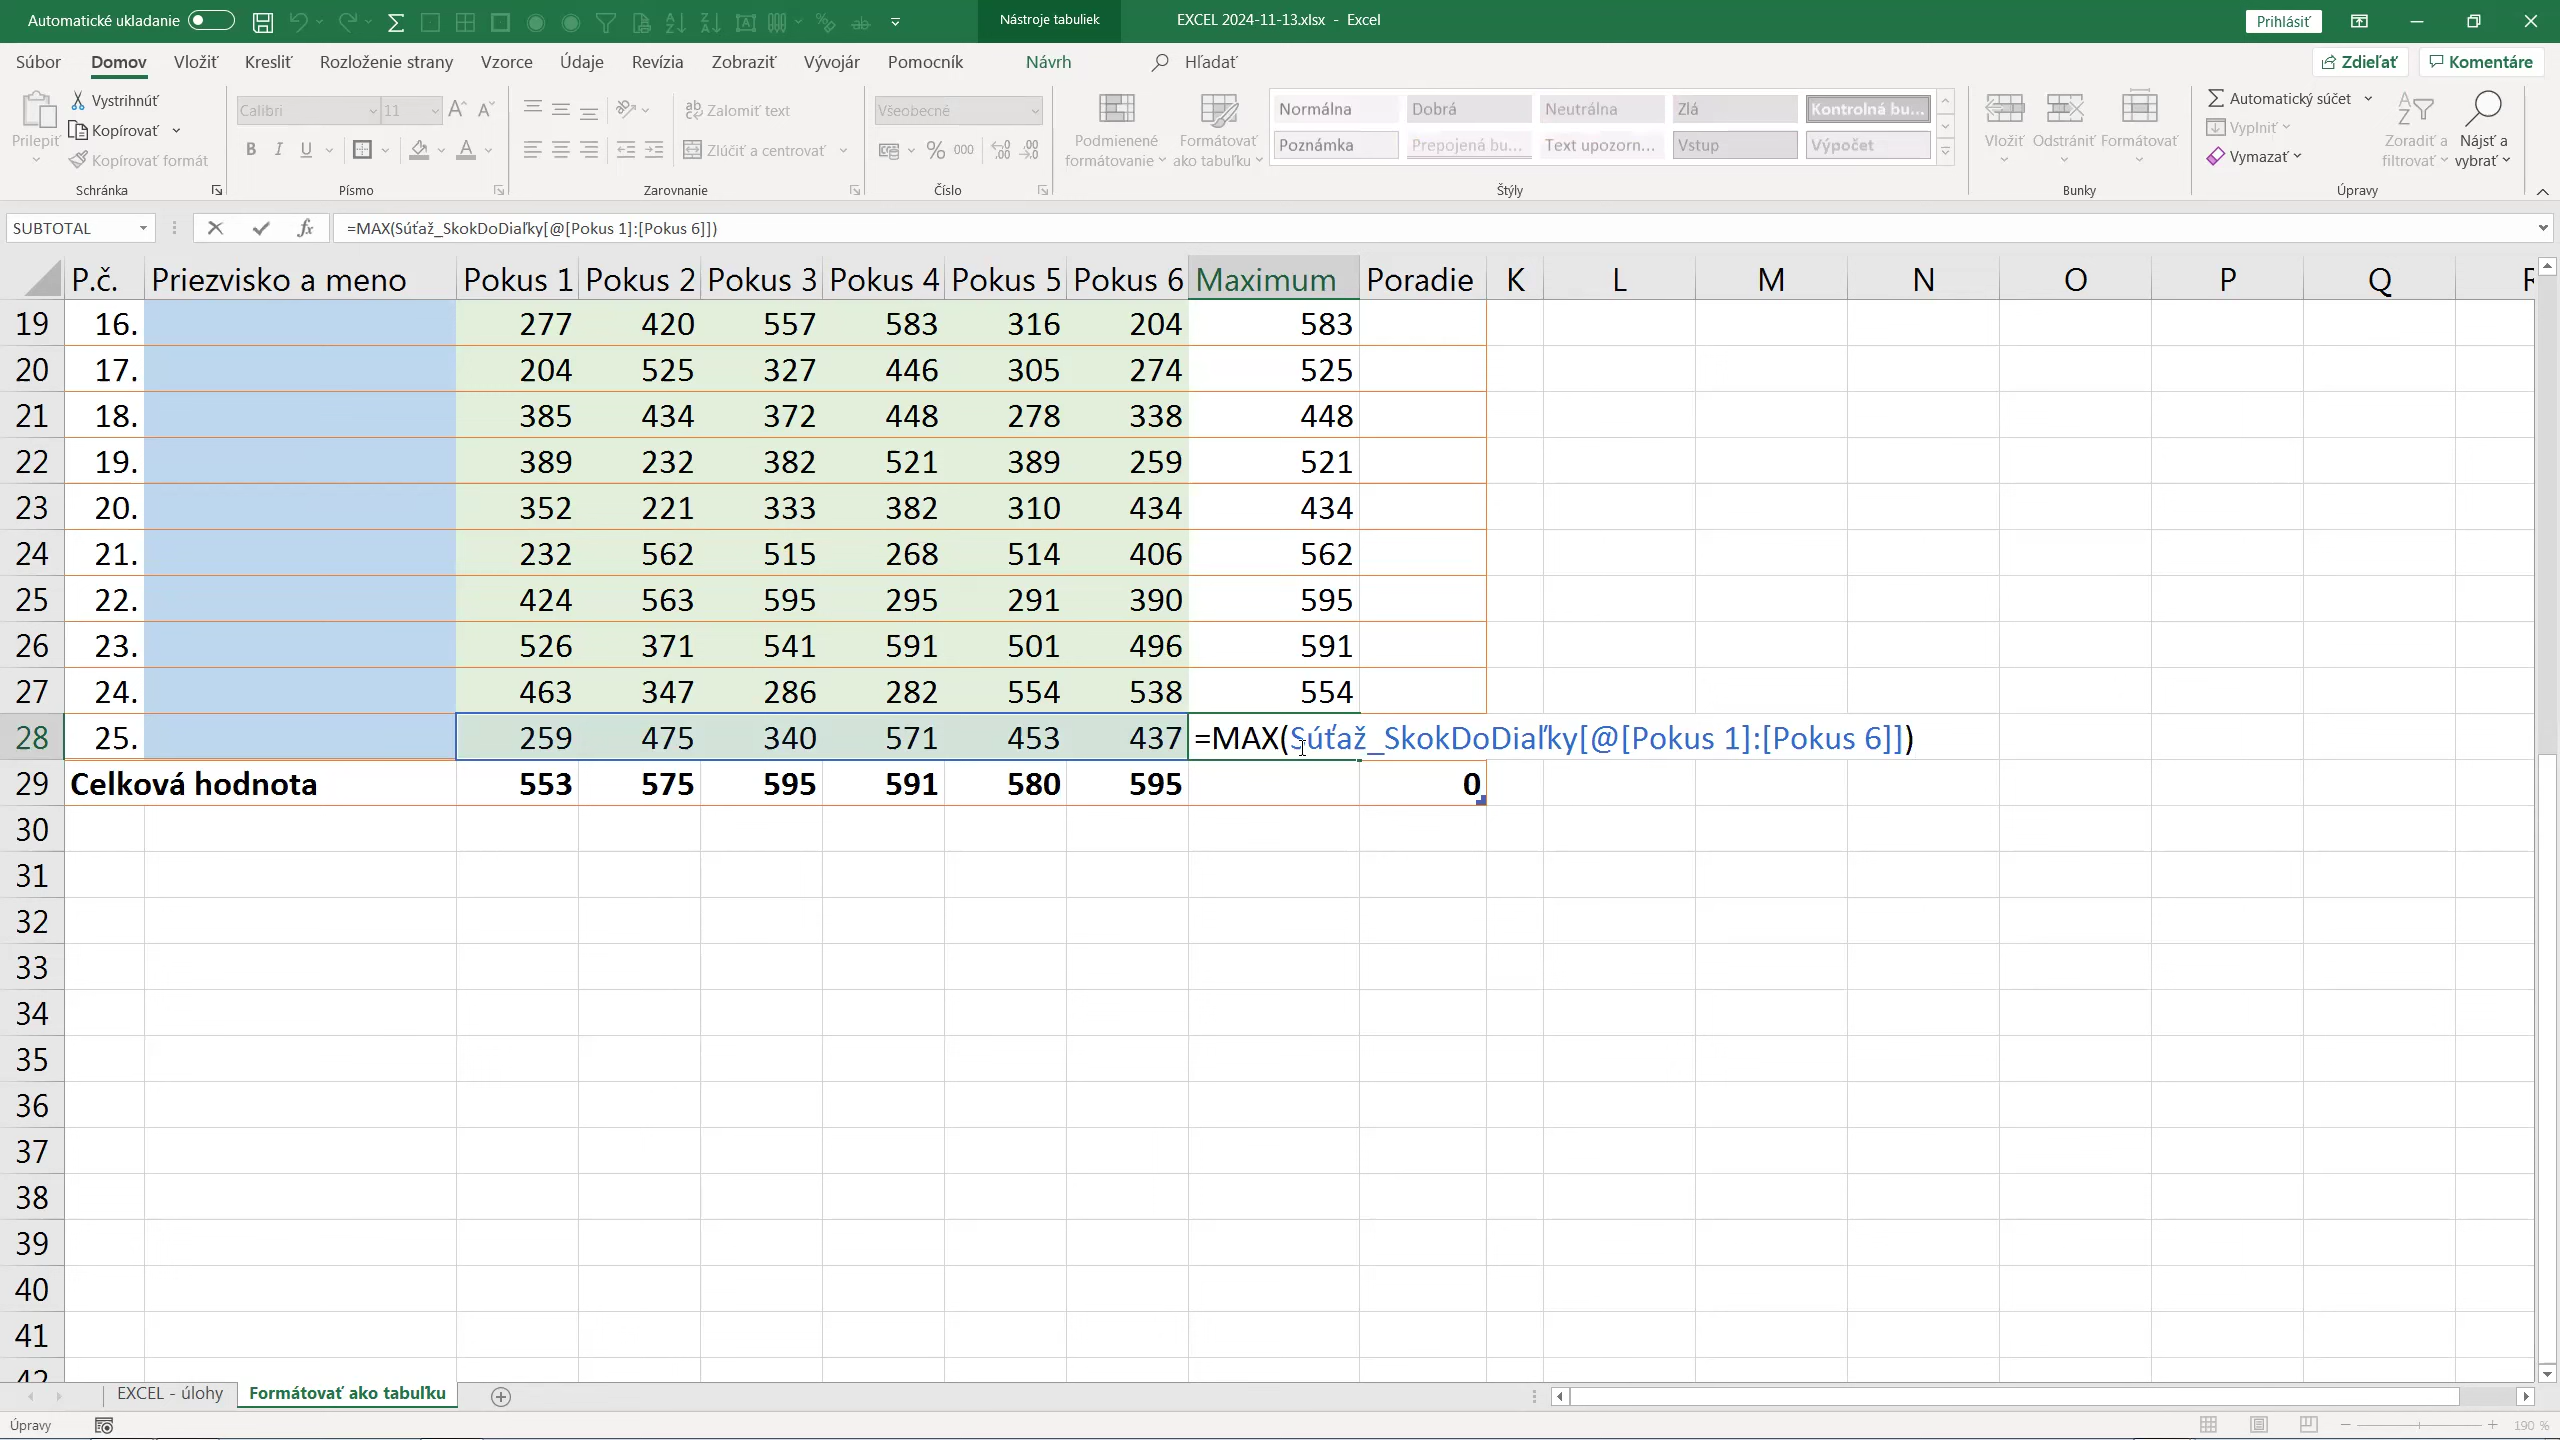 Automatické ukladanie
Nástroje tabuliek
EXCEL 2024-11-13.xlsx - Excel
Prihlásiť
Súbor Domov Vložiť Kresliť Rozloženie strany Vzorce Údaje Revízia Zobraziť Vývojár Pomocník Návrh Hľadať Zdieľať Komentáre
Prilepiť Vystrihnúť Kopírovať Kopírovať formát Schránka
Calibri 11 Písmo
Zalomiť text Zlúčiť a centrovať Zarovnanie
Všeobecné % 000 Číslo
Podmienené formátovanie Formátovať ako tabuľku
Normálna Dobrá Neutrálna Zlá Kontrolná bu...
Poznámka Prepojená bu... Text upozorn... Vstup Výpočet
Štýly
Vložiť Odstrániť Formátovať Bunky
Automatický súčet Vyplniť Vymazať Zoradiť a filtrovať Nájsť a vybrať Úpravy
SUBTOTAL fx =MAX(Súťaž_SkokDoDiaľky[@[Pokus 1]:[Pokus 6]])
P.č. Priezvisko a meno Pokus 1 Pokus 2 Pokus 3 Pokus 4 Pokus 5 Pokus 6 Maximum Poradie K L M N O P Q R
19 16. 277 420 557 583 316 204 583
20 17. 204 525 327 446 305 274 525
21 18. 385 434 372 448 278 338 448
22 19. 389 232 382 521 389 259 521
23 20. 352 221 333 382 310 434 434
24 21. 232 562 515 268 514 406 562
25 22. 424 563 595 295 291 390 595
26 23. 526 371 541 591 501 496 591
27 24. 463 347 286 282 554 538 554
28 25. 259 475 340 571 453 437 =MAX(Súťaž_SkokDoDiaľky[@[Pokus 1]:[Pokus 6]])
29 Celková hodnota 553 575 595 591 580 595 0
30
31
32
33
34
35
36
37
38
39
40
41
42
EXCEL - úlohy Formátovať ako tabuľku
Úpravy
190 %